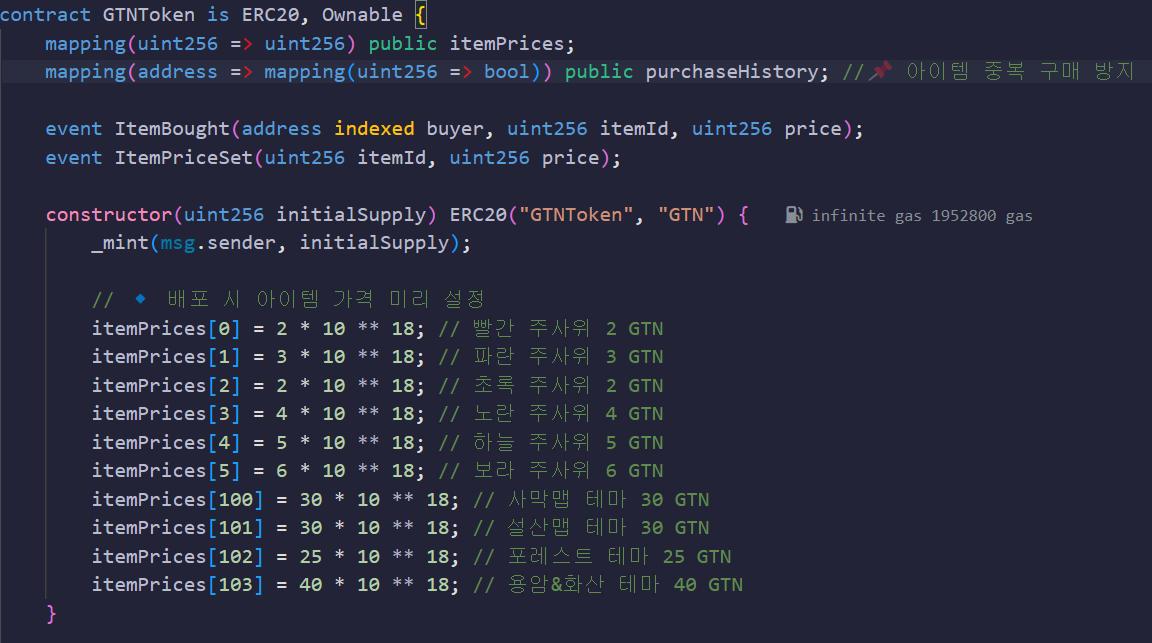 contract GTNToken is ERC20, Ownable {
    mapping(uint256 => uint256) public itemPrices;
    mapping(address => mapping(uint256 => bool)) public purchaseHistory; //📌 아이템 중복 구매 방지
    event ItemBought(address indexed buyer, uint256 itemId, uint256 price);
    event ItemPriceSet(uint256 itemId, uint256 price);
    constructor(uint256 initialSupply) ERC20("GTNToken", "GTN") { infinite gas 1952800 gas
        _mint(msg.sender, initialSupply);
        // 🔹 배포 시 아이템 가격 미리 설정
        itemPrices[0] = 2 * 10 ** 18; // 빨간 주사위 2 GTN
        itemPrices[1] = 3 * 10 ** 18; // 파란 주사위 3 GTN
        itemPrices[2] = 2 * 10 ** 18; // 초록 주사위 2 GTN
        itemPrices[3] = 4 * 10 ** 18; // 노란 주사위 4 GTN
        itemPrices[4] = 5 * 10 ** 18; // 하늘 주사위 5 GTN
        itemPrices[5] = 6 * 10 ** 18; // 보라 주사위 6 GTN
        itemPrices[100] = 30 * 10 ** 18; // 사막맵 테마 30 GTN
        itemPrices[101] = 30 * 10 ** 18; // 설산맵 테마 30 GTN
        itemPrices[102] = 25 * 10 ** 18; // 포레스트 테마 25 GTN
        itemPrices[103] = 40 * 10 ** 18; // 용암&화산 테마 40 GTN
    }